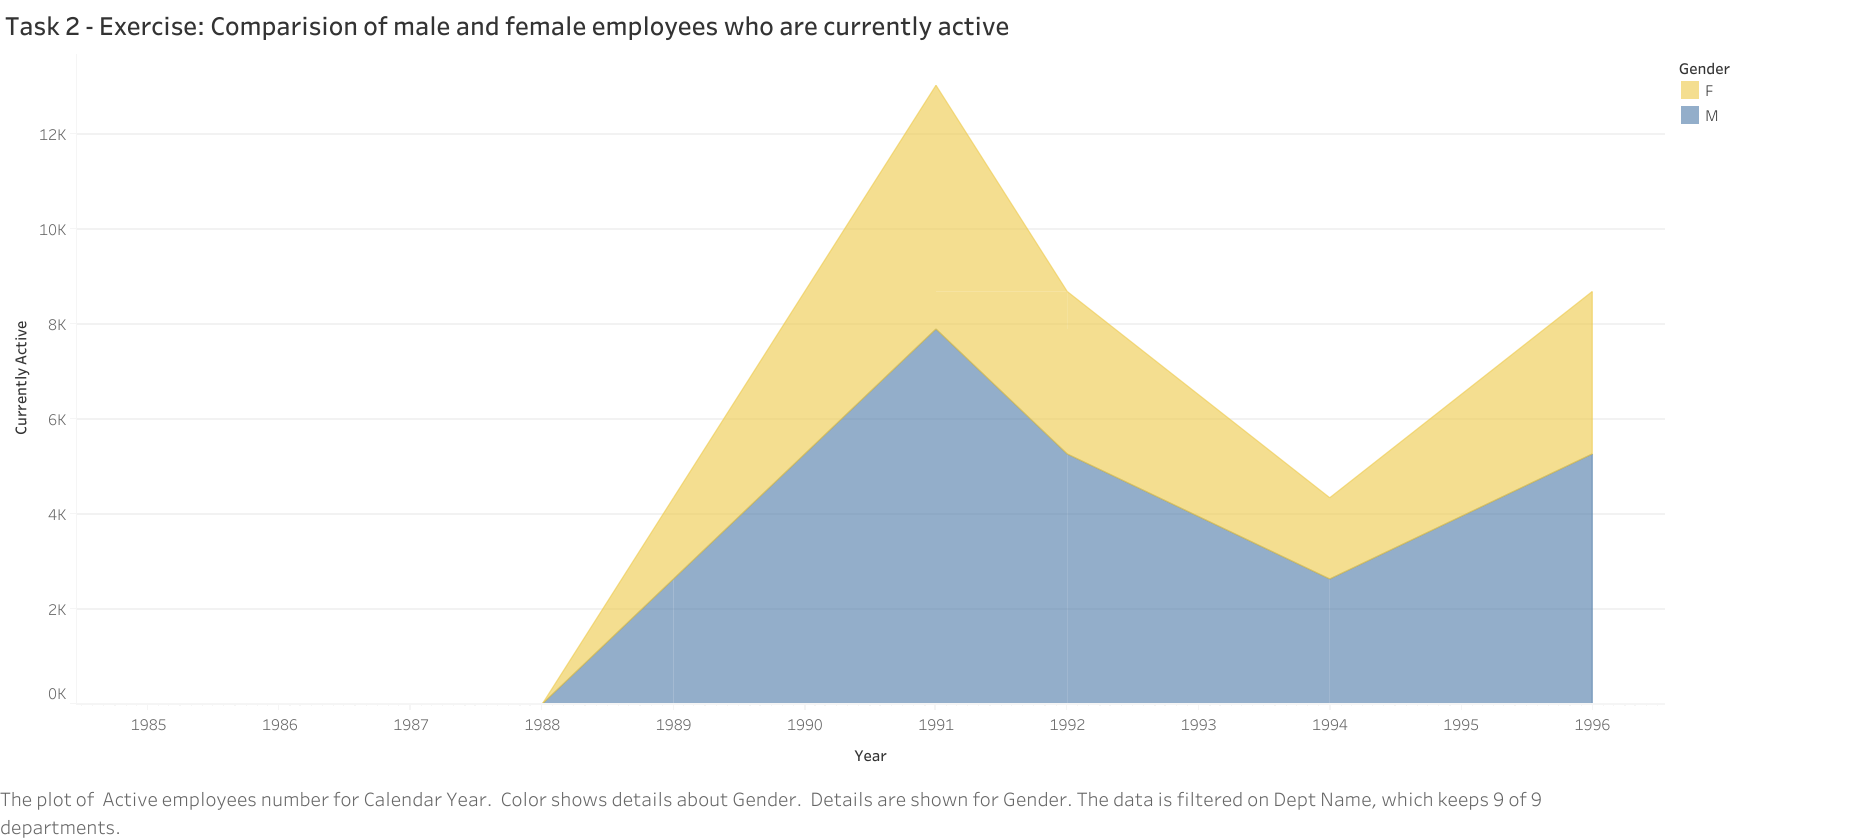 Task 2 - Exercise: Comparision of male and female employees who are currently active
Gender
F
M
12K
10K
8K
6K
4K
2K
0K
Currently Active
1985 1986 1987 1988 1989 1990 1991 1992 1993 1994 1995 1996
Year
The plot of  Active employees number for Calendar Year.  Color shows details about Gender.  Details are shown for Gender. The data is filtered on Dept Name, which keeps 9 of 9
departments.